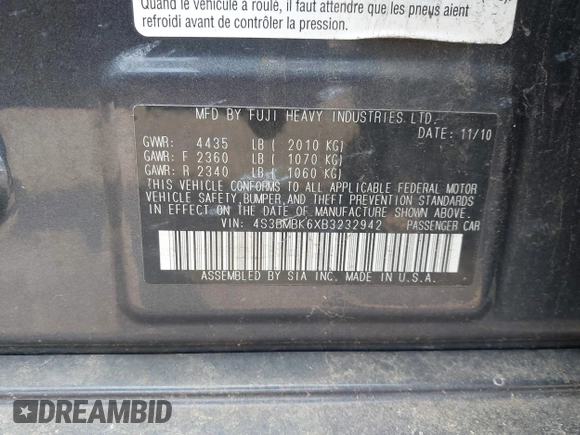 Quand le véhicule a roulé, il faut attendre que les pneus aient
refroidi avant de contrôler la pression.
MFD BY FUJI HEAVY INDUSTRIES.LTD.
DATE: 11/10
GVWR: 4435 LB ( 2010 KG)
GAWR: F 2360 LB ( 1070 KG)
GAWR: R 2340 LB ( 1060 KG)
THIS VEHICLE CONFORMS TO ALL APPLICABLE FEDERAL MOTOR
VEHICLE SAFETY,BUMPER,AND THEFT PREVENTION STANDARDS
IN EFFECT ON THE DATE OF MANUFACTURE SHOWN ABOVE.
VIN: 4S3BMBK6XB3232942 PASSENGER CAR
ASSEMBLED BY SIA INC. MADE IN U.S.A.
DREAMBID